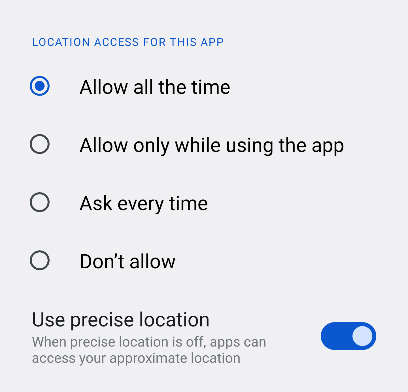 LOCATION ACCESS FOR THIS APP
Allow all the time
Allow only while using the app
Ask every time
Don’t allow
Use precise location
When precise location is off, apps can
access your approximate location